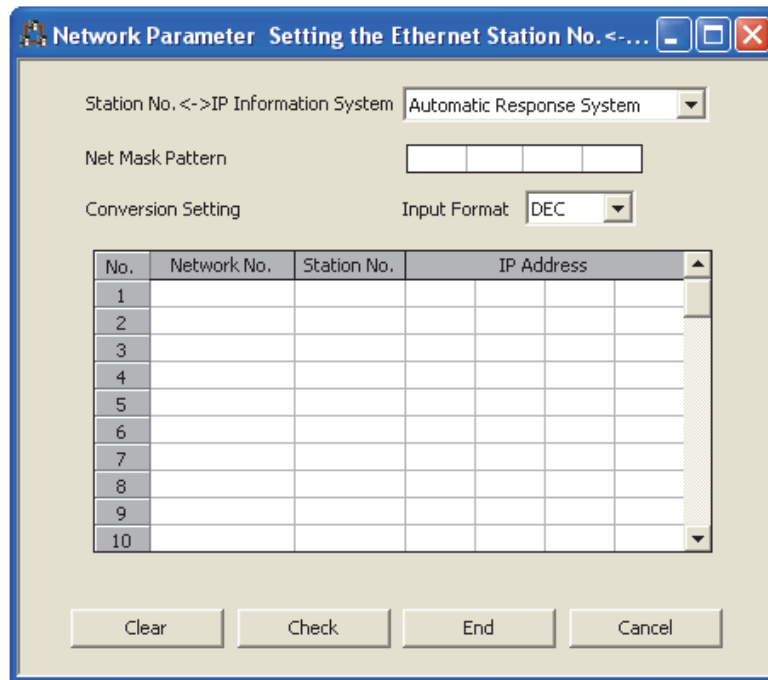 Network Parameter  Setting the Ethernet Station No.<-...
Station No.<->IP Information System Automatic Response System
Net Mask Pattern
Conversion Setting Input Format DEC
No. Network No. Station No. IP Address
1
2
3
4
5
6
7
8
9
10
Clear Check End Cancel